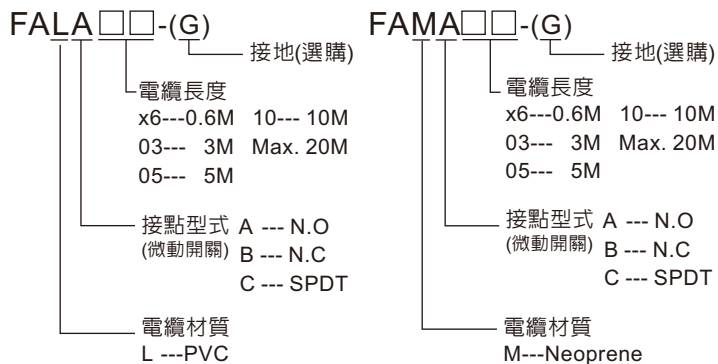 FALA□□-(G)
接地(選購)
電纜長度
x6---0.6M 10--- 10M
03--- 3M Max. 20M
05--- 5M
接點型式 A --- N.O
(微動開關) B --- N.C
C --- SPDT
電纜材質
L ---PVC
FAMA□□-(G)
接地(選購)
電纜長度
x6---0.6M 10--- 10M
03--- 3M Max. 20M
05--- 5M
接點型式 A --- N.O
(微動開關) B --- N.C
C --- SPDT
電纜材質
M---Neoprene